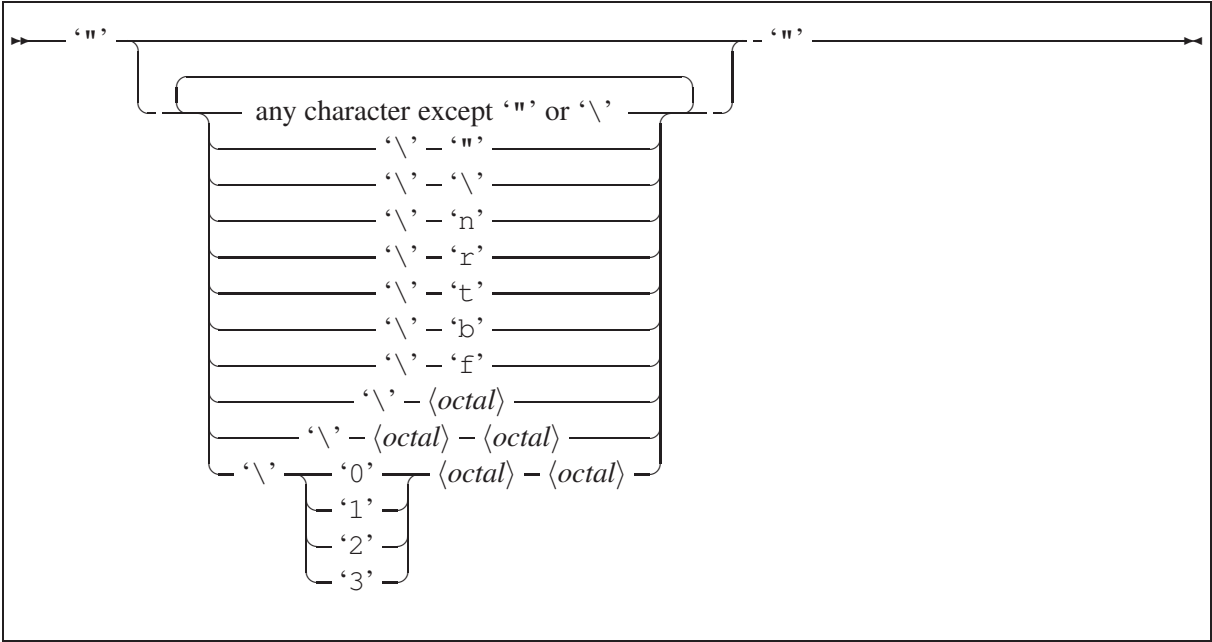 ‘"’ ‘"’
any character except ‘"’ or ‘\’
‘\’ ‘"’
‘\’ ‘\’
‘\’ ‘n’
‘\’ ‘r’
‘\’ ‘t’
‘\’ ‘b’
‘\’ ‘f’
‘\’ ⟨octal⟩
‘\’ ⟨octal⟩ ⟨octal⟩
‘\’ ‘0’ ⟨octal⟩ ⟨octal⟩
‘1’
‘2’
‘3’